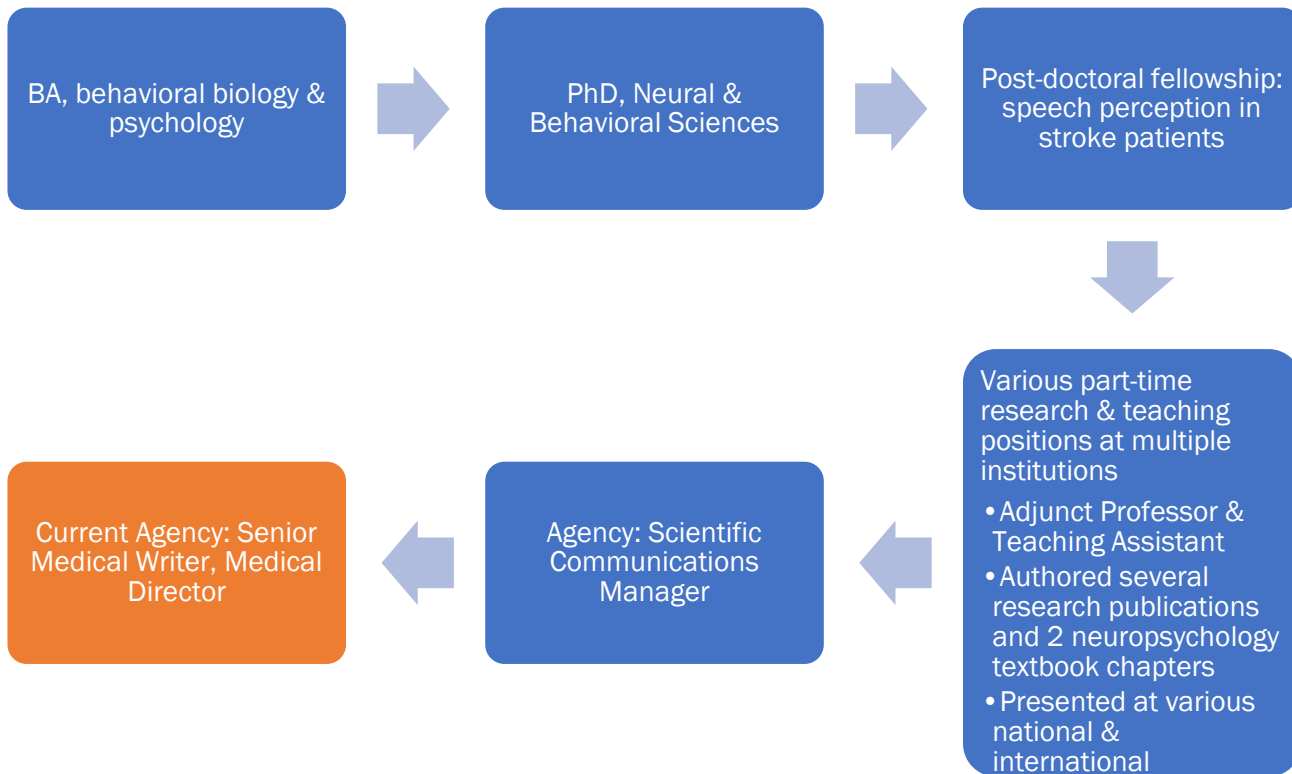 BA, behavioral biology &
psychology
PhD, Neural &
Behavioral Sciences
Post-doctoral fellowship:
speech perception in
stroke patients
Various part-time
research & teaching
positions at multiple
institutions
•Adjunct Professor &
Teaching Assistant
•Authored several
research publications
and 2 neuropsychology
textbook chapters
•Presented at various
national &
international
Agency: Scientific
Communications
Manager
Current Agency: Senior
Medical Writer, Medical
Director